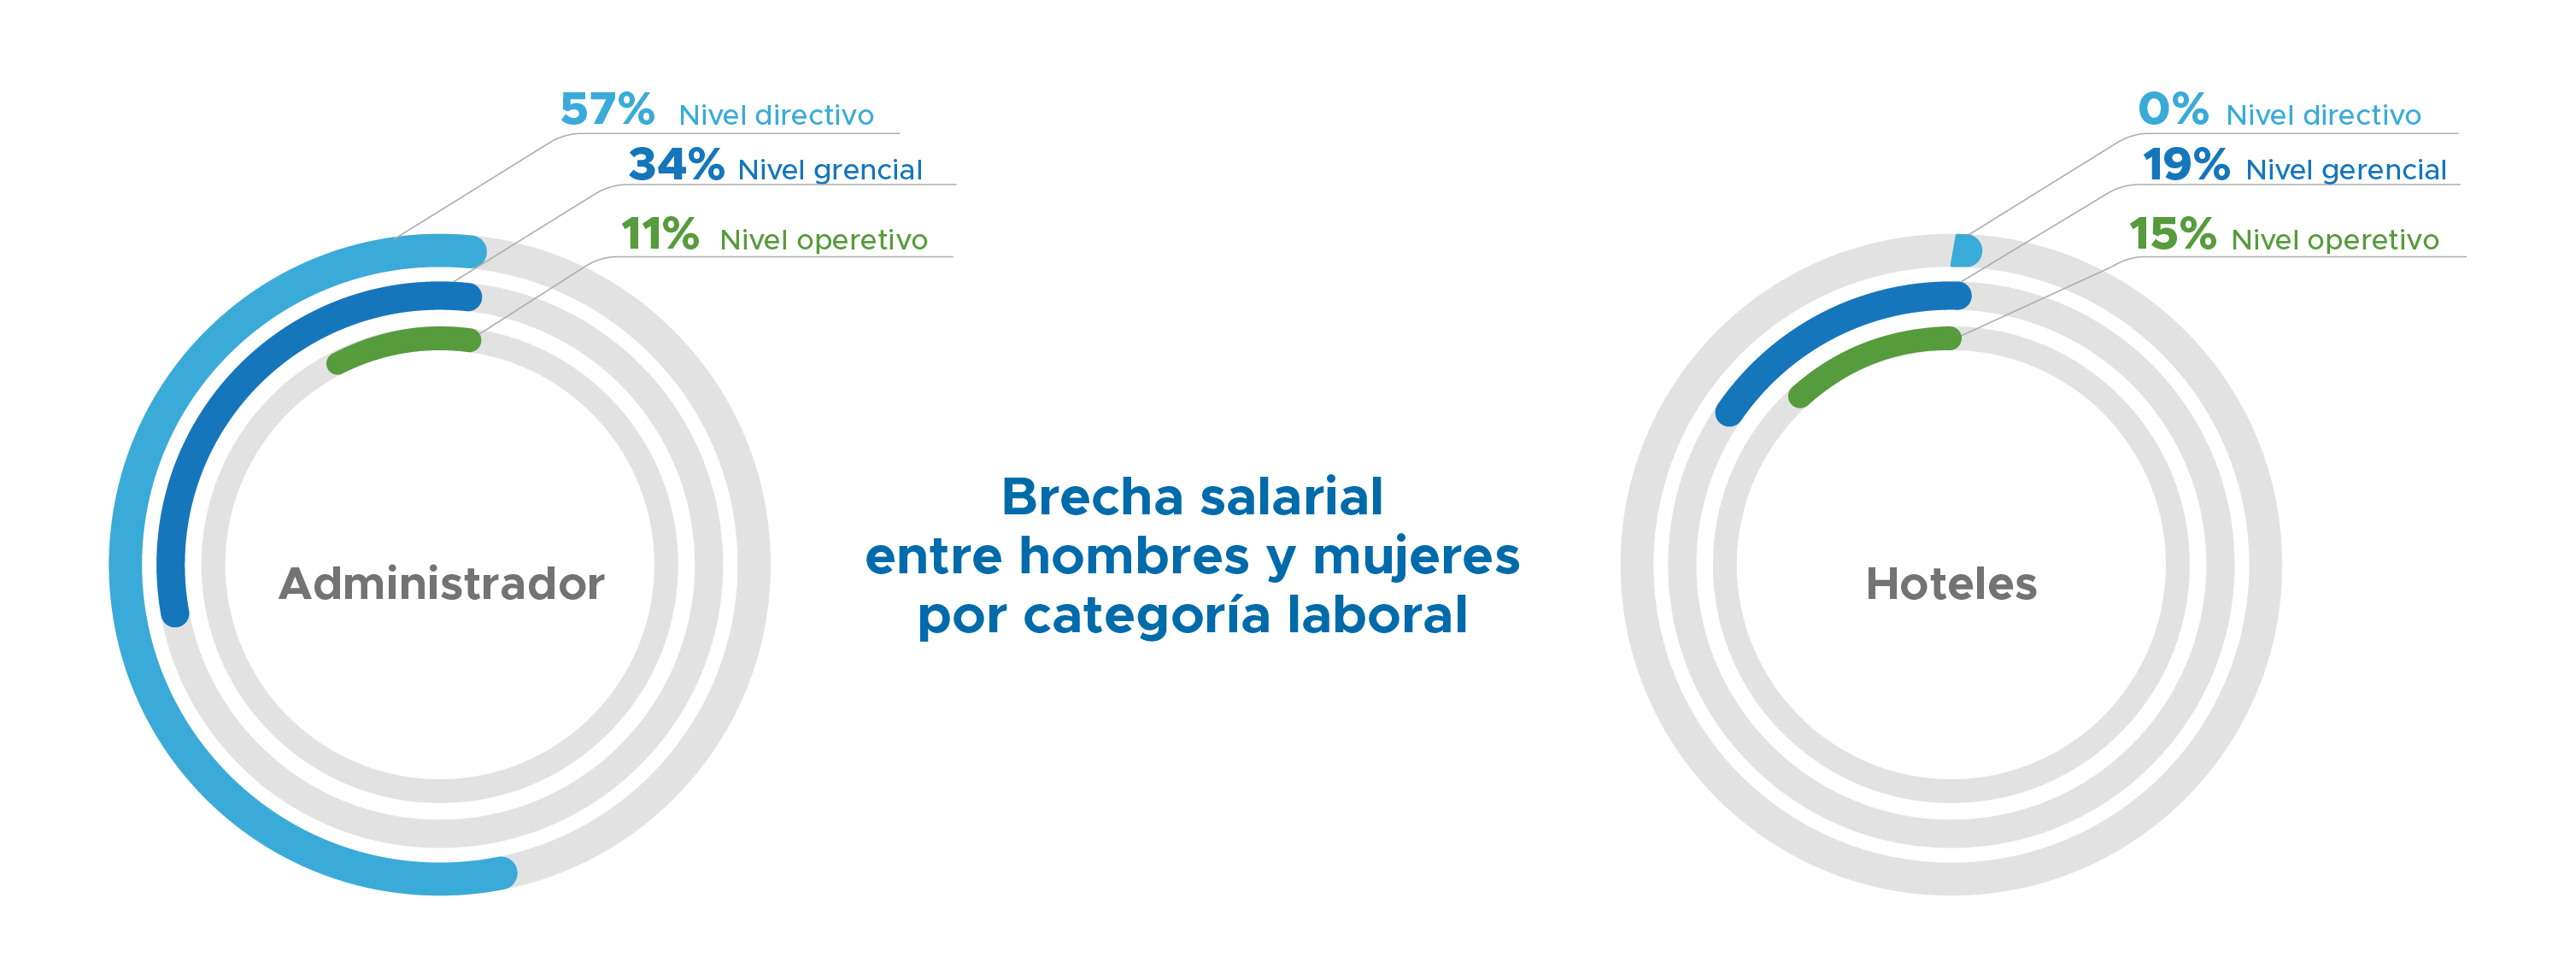 57% Nivel directivo
34% Nivel grencial
11% Nivel operetivo
Administrador
Brecha salarial
entre hombres y mujeres
por categoría laboral
0% Nivel directivo
19% Nivel gerencial
15% Nivel operetivo
Hoteles